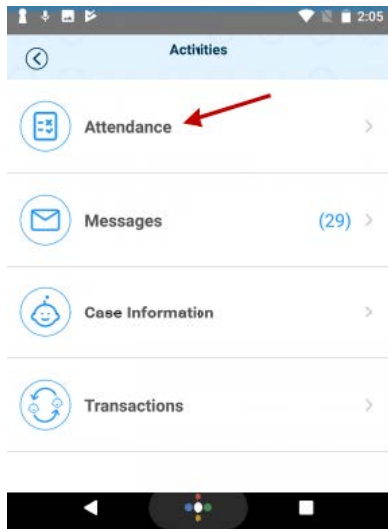 2:05
Activities
Attendance
Messages (29)
Case Information
Transactions